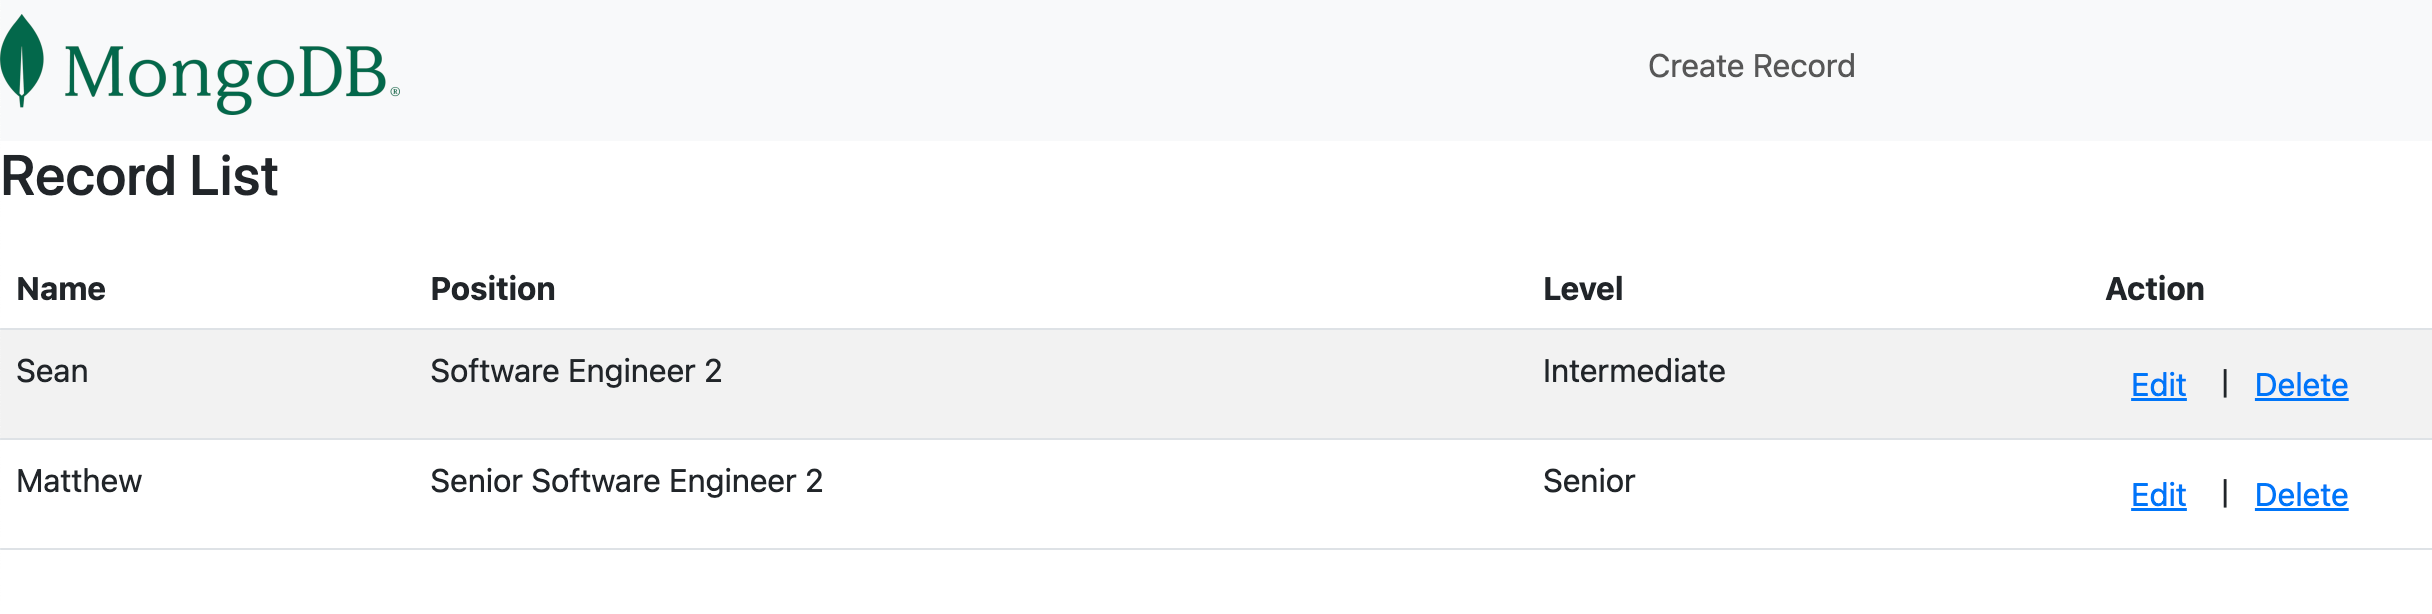 MongoDB®
Create Record
Record List
Name Position Level Action
Sean Software Engineer 2 Intermediate Edit | Delete
Matthew Senior Software Engineer 2 Senior Edit | Delete